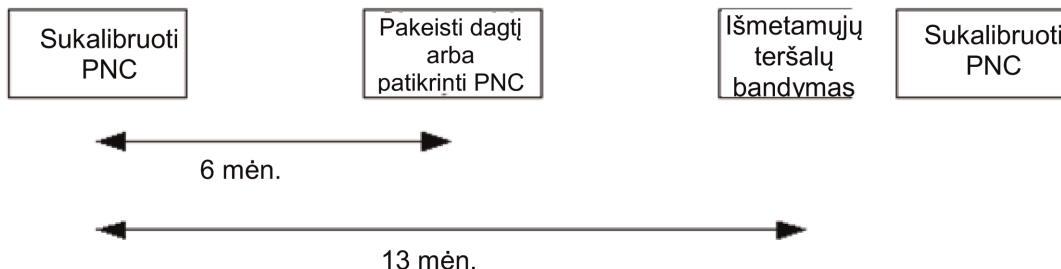 Sukalibruoti
PNC
Pakeisti dagtį
arba
patikrinti PNC
Išmetamųjų
teršalų
bandymas
Sukalibruoti
PNC
6 mėn.
13 mėn.